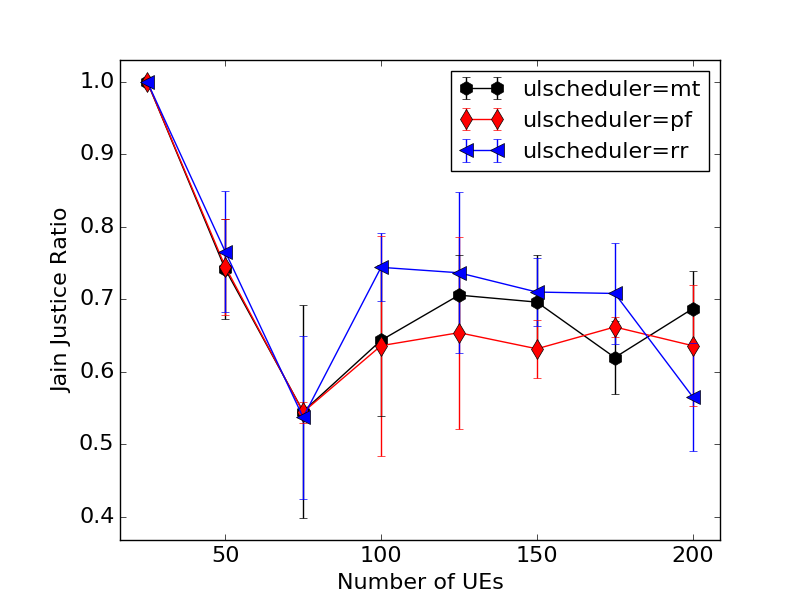 ulscheduler=mt
ulscheduler=pf
ulscheduler=rr
1.0
0.9
0.8
0.7
0.6
0.5
0.4
Jain Justice Ratio
50 100 150 200
Number of UEs